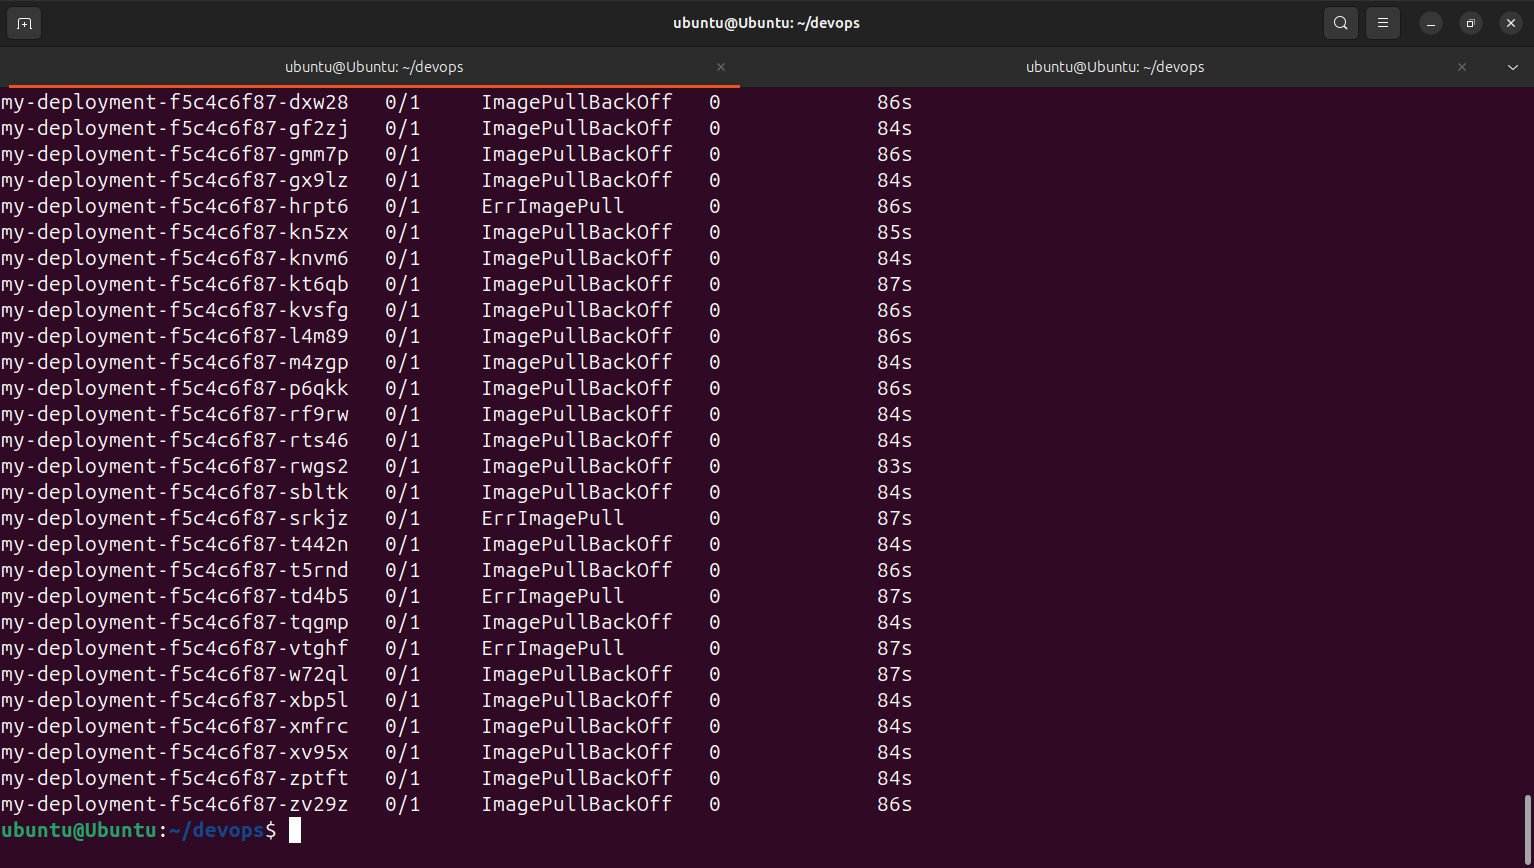 ubuntu@Ubuntu: ~/devops
ubuntu@Ubuntu: ~/devops ubuntu@Ubuntu: ~/devops
my-deployment-f5c4c6f87-dxw28 0/1 ImagePullBackOff 0 86s
my-deployment-f5c4c6f87-gf2zj 0/1 ImagePullBackOff 0 84s
my-deployment-f5c4c6f87-gmm7p 0/1 ImagePullBackOff 0 86s
my-deployment-f5c4c6f87-gx9lz 0/1 ImagePullBackOff 0 84s
my-deployment-f5c4c6f87-hrpt6 0/1 ErrImagePull 0 86s
my-deployment-f5c4c6f87-kn5zx 0/1 ImagePullBackOff 0 85s
my-deployment-f5c4c6f87-knvm6 0/1 ImagePullBackOff 0 84s
my-deployment-f5c4c6f87-kt6qb 0/1 ImagePullBackOff 0 87s
my-deployment-f5c4c6f87-kvsfg 0/1 ImagePullBackOff 0 86s
my-deployment-f5c4c6f87-l4m89 0/1 ImagePullBackOff 0 86s
my-deployment-f5c4c6f87-m4zgp 0/1 ImagePullBackOff 0 84s
my-deployment-f5c4c6f87-p6qkk 0/1 ImagePullBackOff 0 86s
my-deployment-f5c4c6f87-rf9rw 0/1 ImagePullBackOff 0 84s
my-deployment-f5c4c6f87-rts46 0/1 ImagePullBackOff 0 84s
my-deployment-f5c4c6f87-rwgs2 0/1 ImagePullBackOff 0 83s
my-deployment-f5c4c6f87-sbltk 0/1 ImagePullBackOff 0 84s
my-deployment-f5c4c6f87-srkjz 0/1 ErrImagePull 0 87s
my-deployment-f5c4c6f87-t442n 0/1 ImagePullBackOff 0 84s
my-deployment-f5c4c6f87-t5rnd 0/1 ImagePullBackOff 0 86s
my-deployment-f5c4c6f87-td4b5 0/1 ErrImagePull 0 87s
my-deployment-f5c4c6f87-tqgmp 0/1 ImagePullBackOff 0 84s
my-deployment-f5c4c6f87-vtghf 0/1 ErrImagePull 0 87s
my-deployment-f5c4c6f87-w72ql 0/1 ImagePullBackOff 0 87s
my-deployment-f5c4c6f87-xbp5l 0/1 ImagePullBackOff 0 84s
my-deployment-f5c4c6f87-xmfrc 0/1 ImagePullBackOff 0 84s
my-deployment-f5c4c6f87-xv95x 0/1 ImagePullBackOff 0 84s
my-deployment-f5c4c6f87-zptft 0/1 ImagePullBackOff 0 84s
my-deployment-f5c4c6f87-zv29z 0/1 ImagePullBackOff 0 86s
ubuntu@Ubuntu:~/devops$